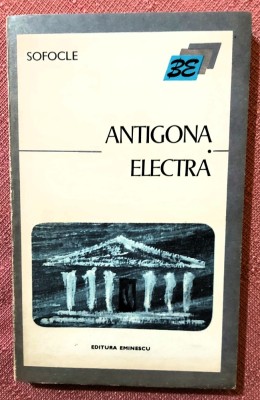 SOFOCLE
BE
ANTIGONA.
ELECTRA
EDITURA EMINESCU